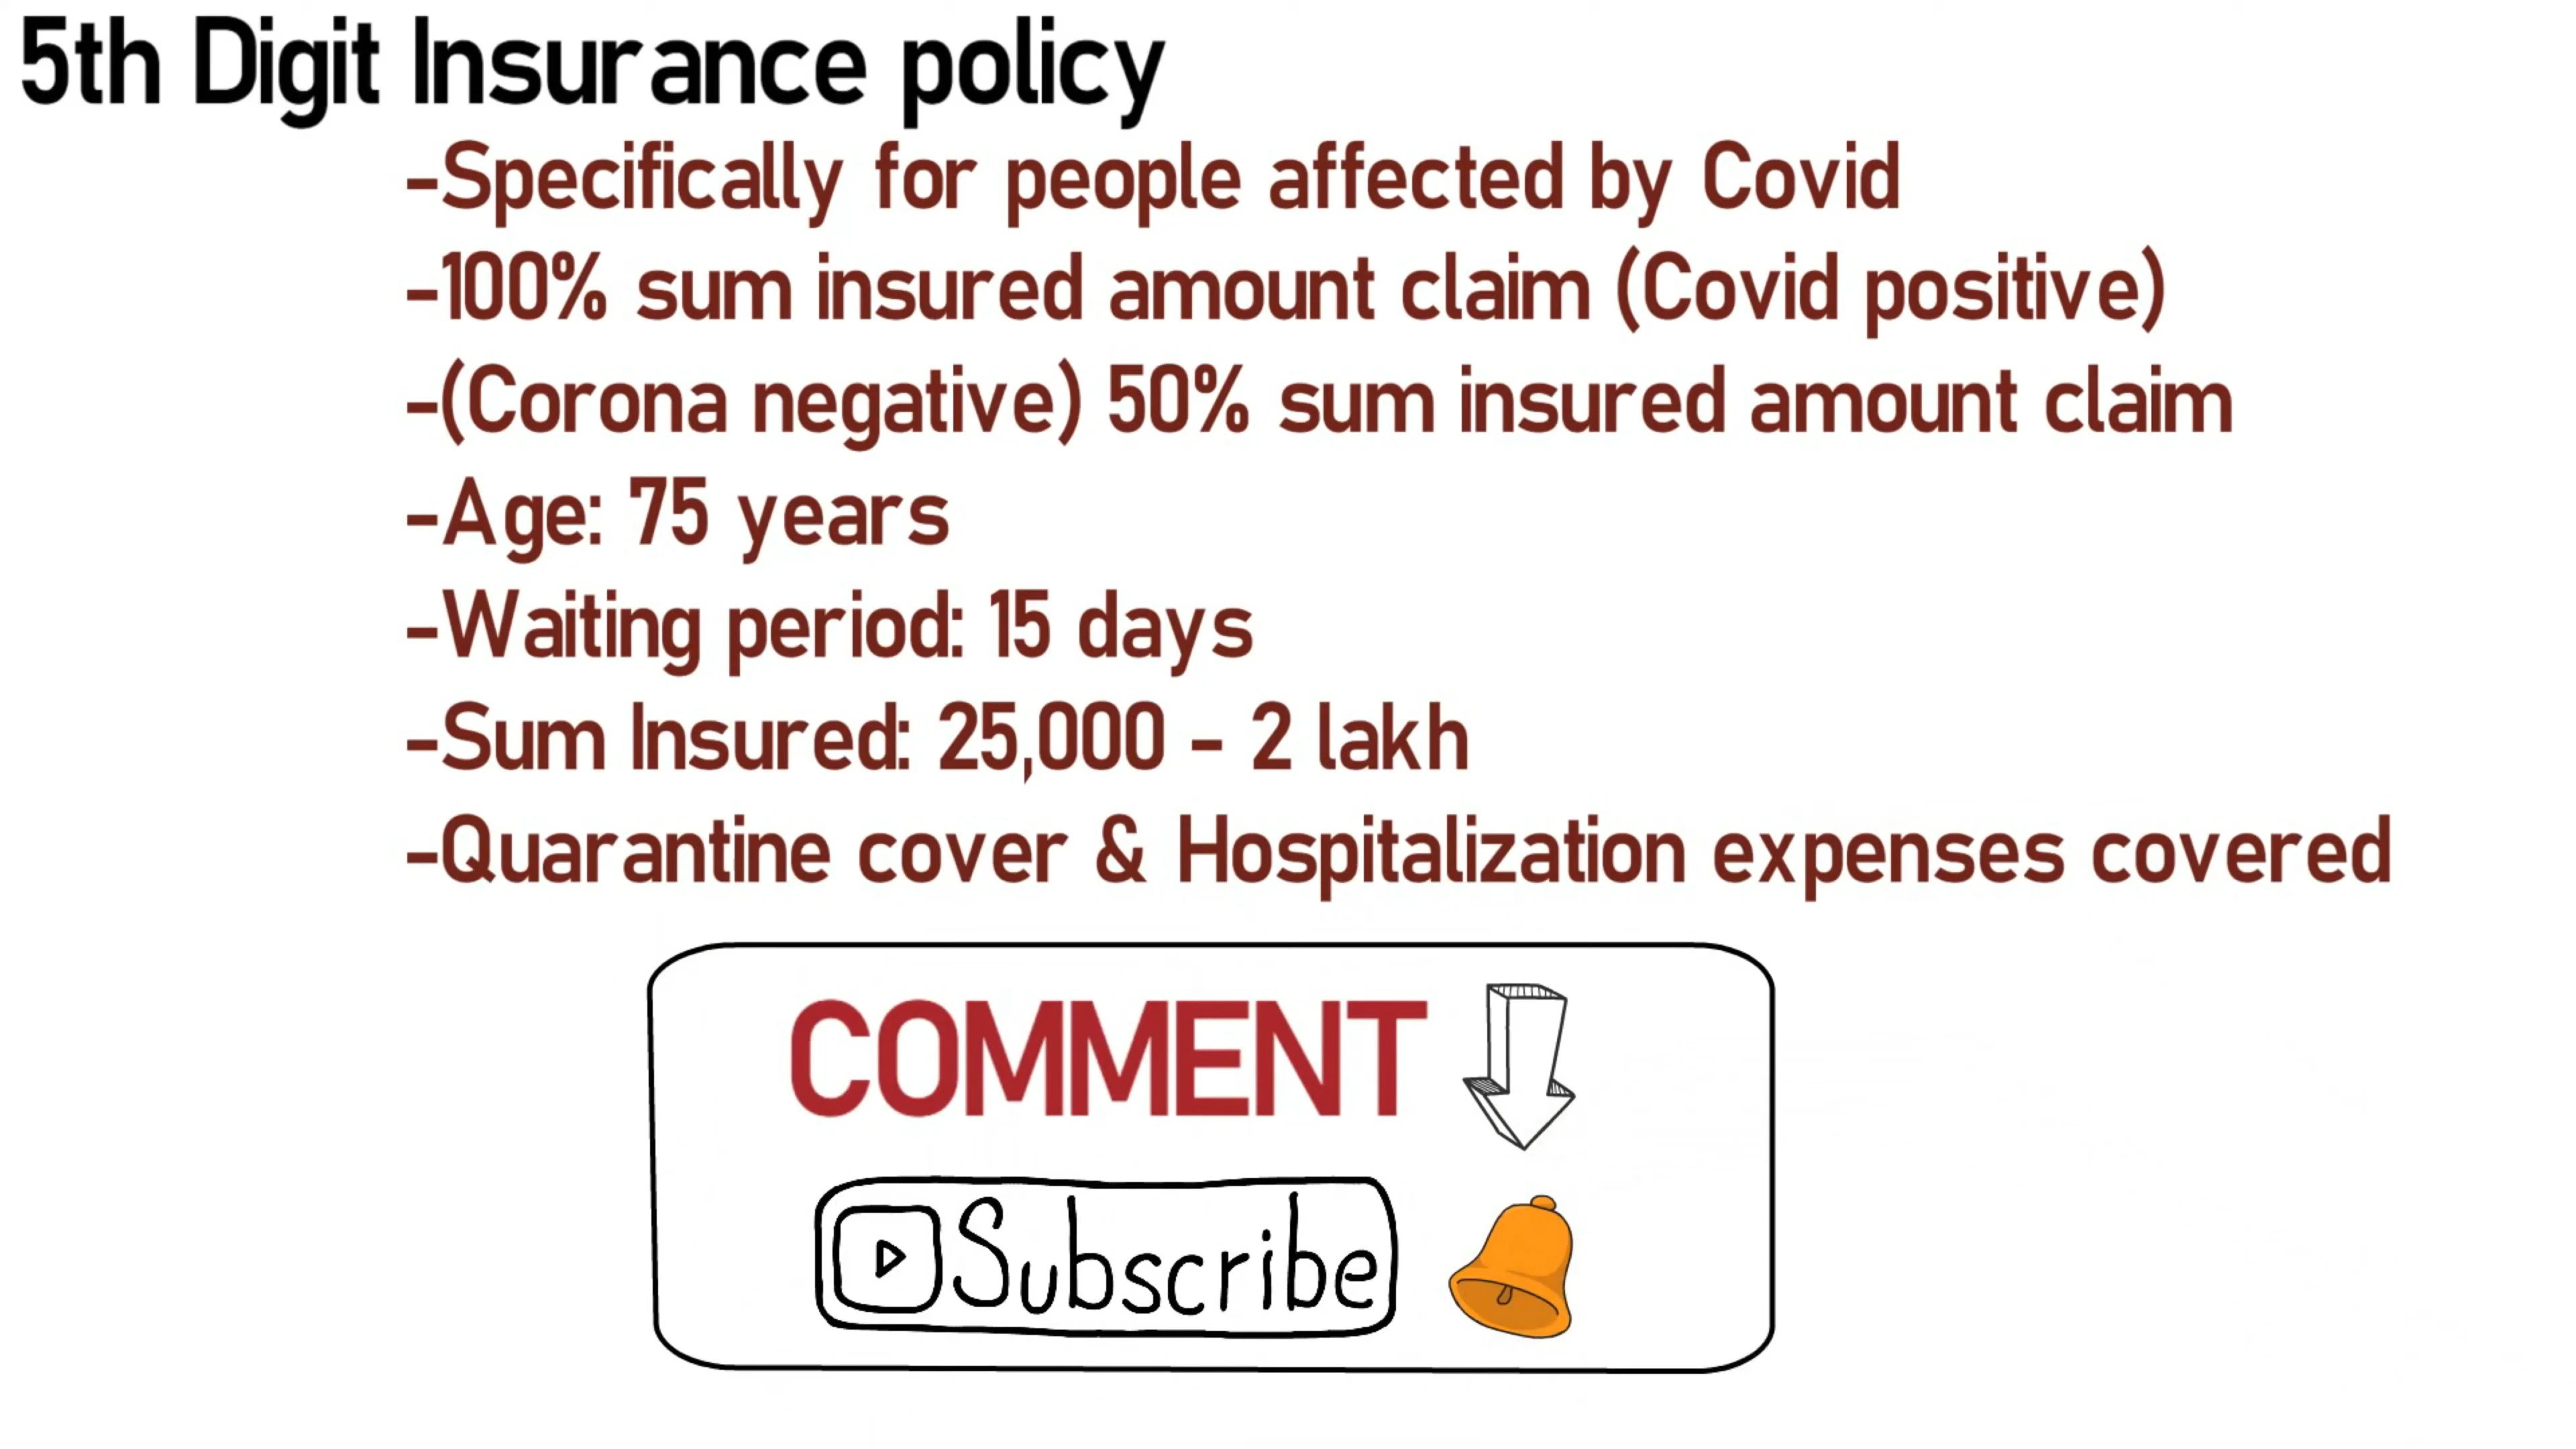 5th Digit Insurance policy
-Specifically for people affected by Covid
-100% sum insured amount claim (Covid positive)
-(Corona negative) 50% sum insured amount claim
-Age: 75 years
-Waiting period: 15 days
-Sum Insured: 25,000 - 2 lakh
-Quarantine cover & Hospitalization expenses covered
COMMENT
Subscribe